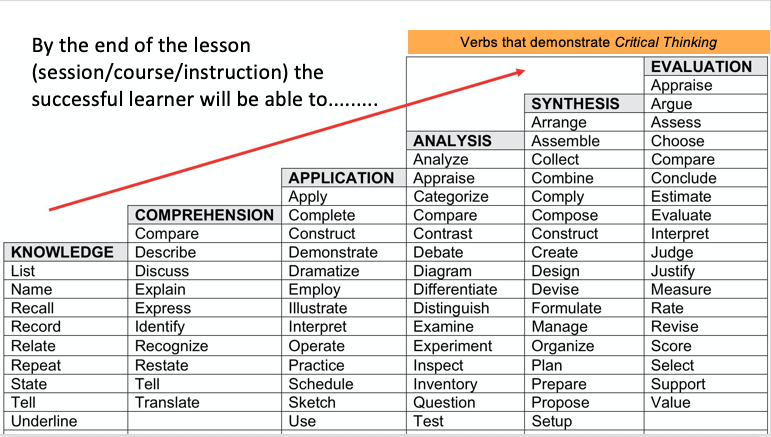 By the end of the lesson
(session/course/instruction) the
successful learner will be able to.........
Verbs that demonstrate Critical Thinking
EVALUATION
Appraise
SYNTHESIS Argue
Arrange Assess
ANALYSIS Assemble Choose
Analyze Collect Compare
APPLICATION Appraise Combine Conclude
Apply Categorize Comply Estimate
COMPREHENSION Complete Compare Compose Evaluate
Compare Construct Contrast Construct Interpret
KNOWLEDGE Describe Demonstrate Debate Create Judge
List Discuss Dramatize Diagram Design Justify
Name Explain Employ Differentiate Devise Measure
Recall Express Illustrate Distinguish Formulate Rate
Record Identify Interpret Examine Manage Revise
Relate Recognize Operate Experiment Organize Score
Repeat Restate Practice Inspect Plan Select
State Tell Schedule Inventory Prepare Support
Tell Translate Sketch Question Propose Value
Underline Use Test Setup